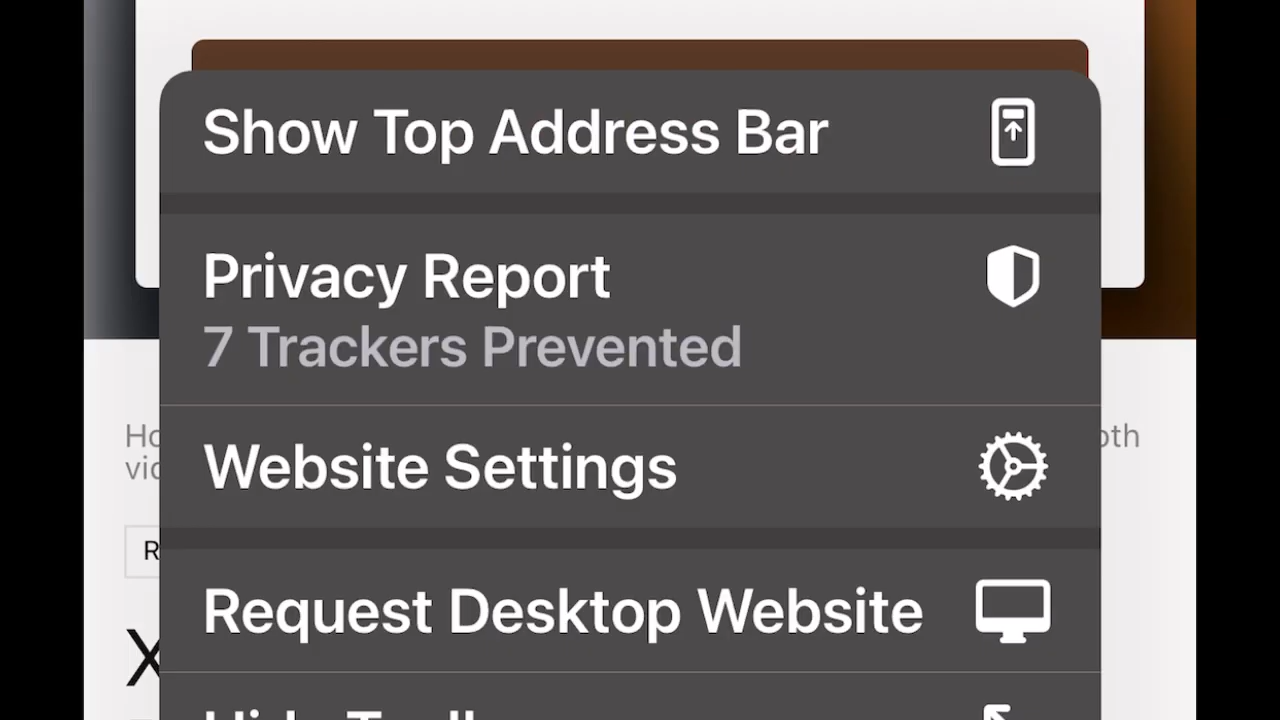 Show Top Address Bar
Privacy Report
7 Trackers Prevented
Website Settings
Request Desktop Website